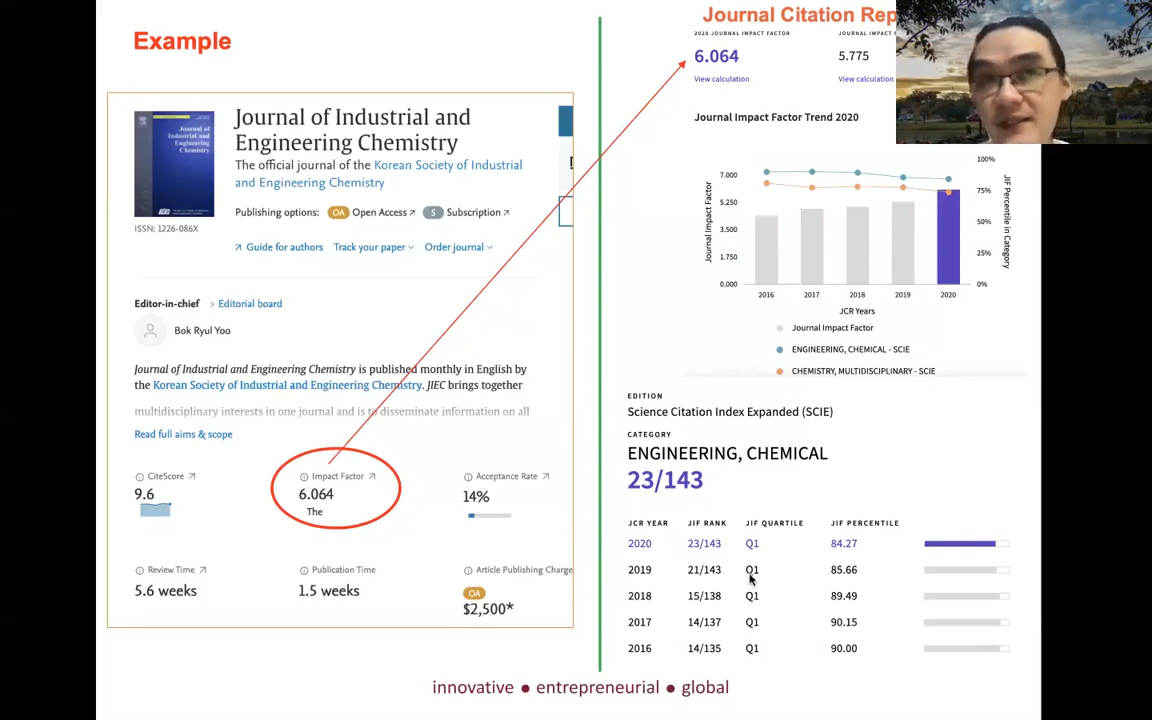 Example
Journal of Industrial and
Engineering Chemistry
The official journal of the Korean Society of Industrial
and Engineering Chemistry
Publishing options: OA Open Access S Subscription
ISSN: 1226-086X
Guide for authors Track your paper Order journal
Editor-in-chief > Editorial board
Bok Ryul Yoo
Journal of Industrial and Engineering Chemistry is published monthly in English by
the Korean Society of Industrial and Engineering Chemistry. JIEC brings together
multidisciplinary interests in one journal and is to disseminate information on all
Read full aims & scope
CiteScore Impact Factor Acceptance Rate
9.6 6.064 14%
The
Review Time Publication Time Article Publishing Charge
5.6 weeks 1.5 weeks OA
$2,500*
Journal Citation Rep
2020 JOURNAL IMPACT FACTOR JOURNAL IMPACT F
6.064 5.775
View calculation View calculation
Journal Impact Factor Trend 2020
Journal Impact Factor
7.000
5.250
3.500
1.750
0,000
100%
75%
50%
25%
0%
JIF Percentile in Category
2016 2017 2018 2019 2020
JCR Years
Journal Impact Factor
ENGINEERING, CHEMICAL - SCIE
CHEMISTRY, MULTIDISCIPLINARY - SCIE
EDITION
Science Citation Index Expanded (SCIE)
CATEGORY
ENGINEERING, CHEMICAL
23/143
JCR YEAR JIF RANK JIF QUARTILE JIF PERCENTILE
2020 23/143 Q1 84.27
2019 21/143 Q1 85.66
2018 15/138 Q1 89.49
2017 14/137 Q1 90.15
2016 14/135 Q1 90.00
innovative ● entrepreneurial ● global